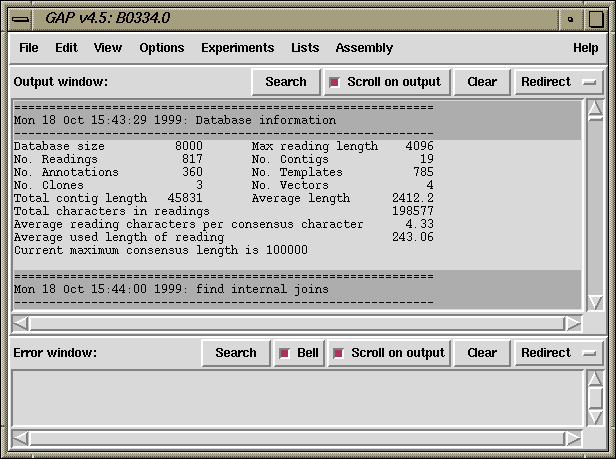 GAP v4.5: B0334.0
File Edit View Options Experiments Lists Assembly Help
Output window: Search Scroll on output Clear Redirect
============================================================
Mon 18 Oct 15:43:29 1999: Database information
------------------------------------------------------------
Database size 8000 Max reading length 4096
No. Readings 817 No. Contigs 19
No. Annotations 360 No. Templates 785
No. Clones 3 No. Vectors 4
Total contig length 45831 Average length 2412.2
Total characters in readings 198577
Average reading characters per consensus character 4.33
Average used length of reading 243.06
Current maximum consensus length is 100000
============================================================
Mon 18 Oct 15:44:00 1999: find internal joins
------------------------------------------------------------
Error window: Search Bell Scroll on output Clear Redirect